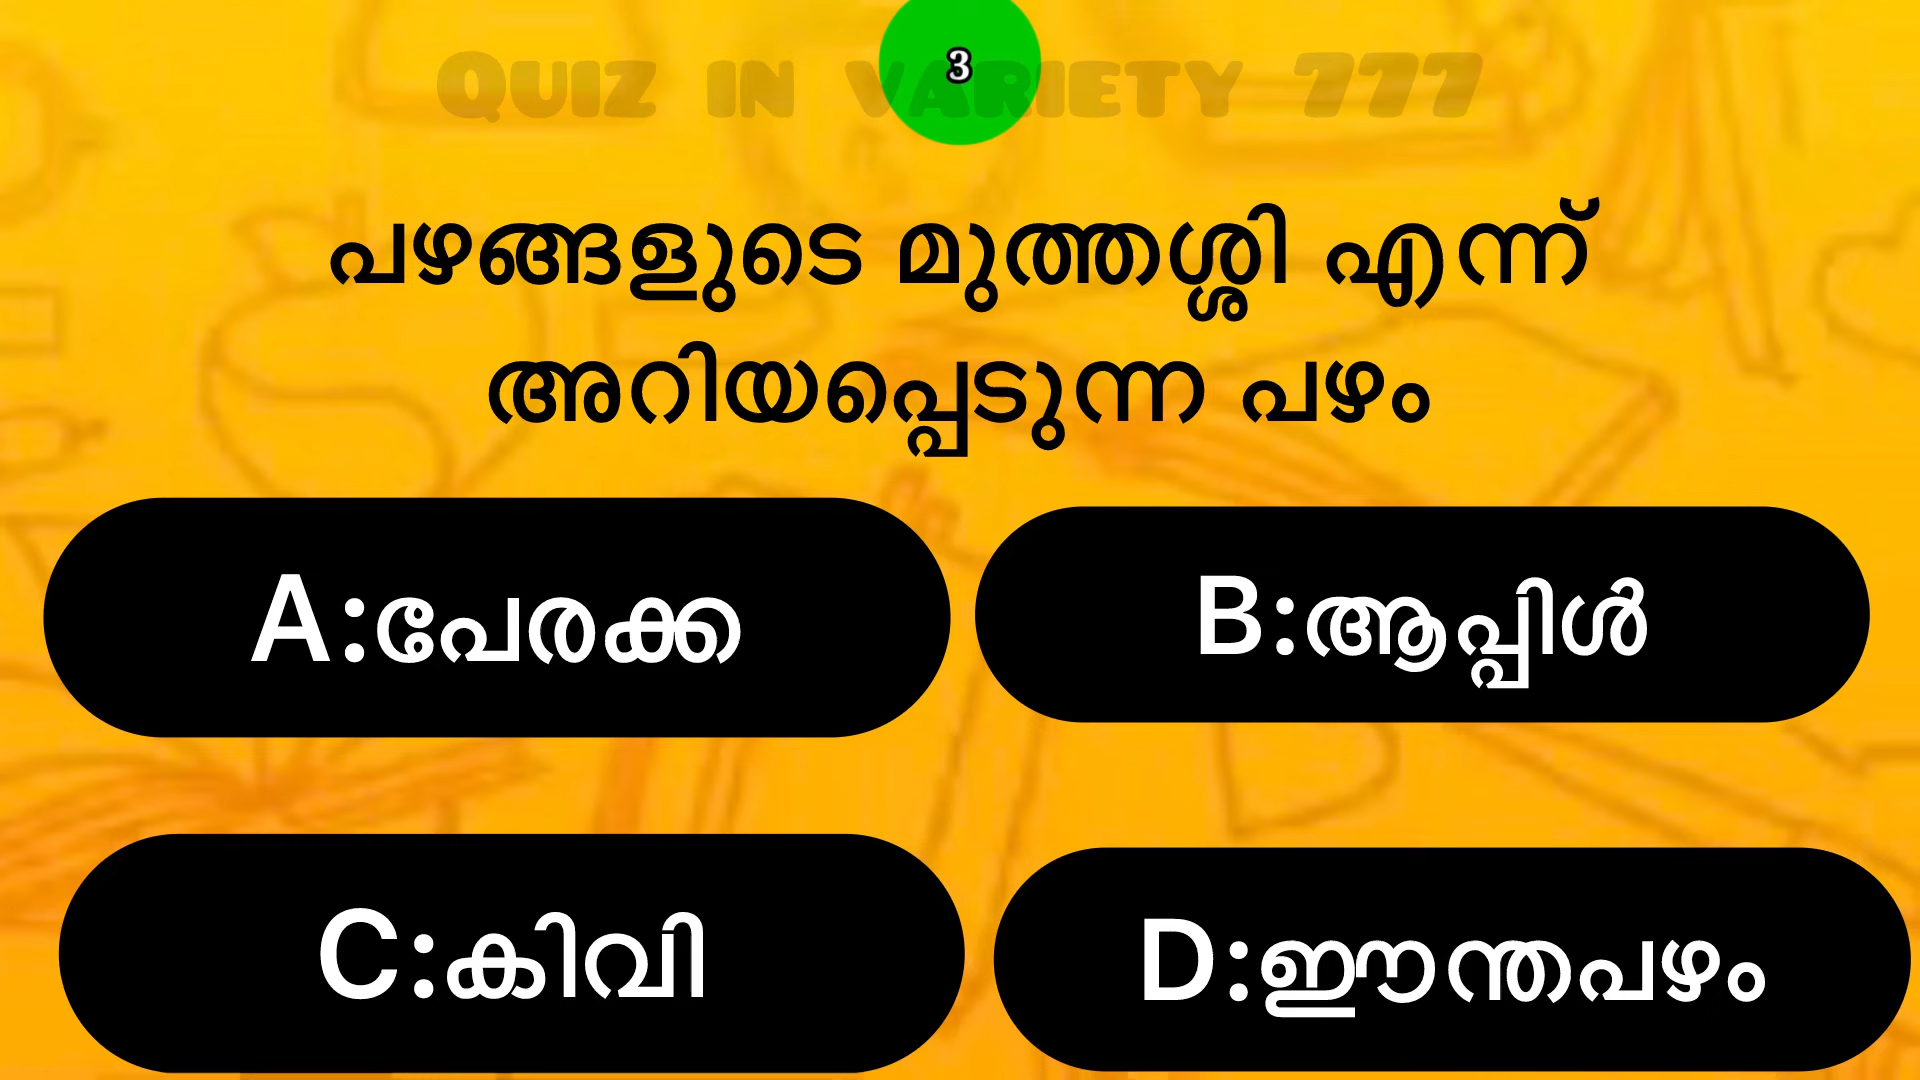 QUIZ IN VARIETY 777
3
പഴങ്ങളുടെ മുത്തശ്ശി എന്ന്
അറിയപ്പെടുന്ന പഴം
A:പേരക്ക
B:ആപ്പിൾ
C:കിവി
D:ഈന്തപഴം